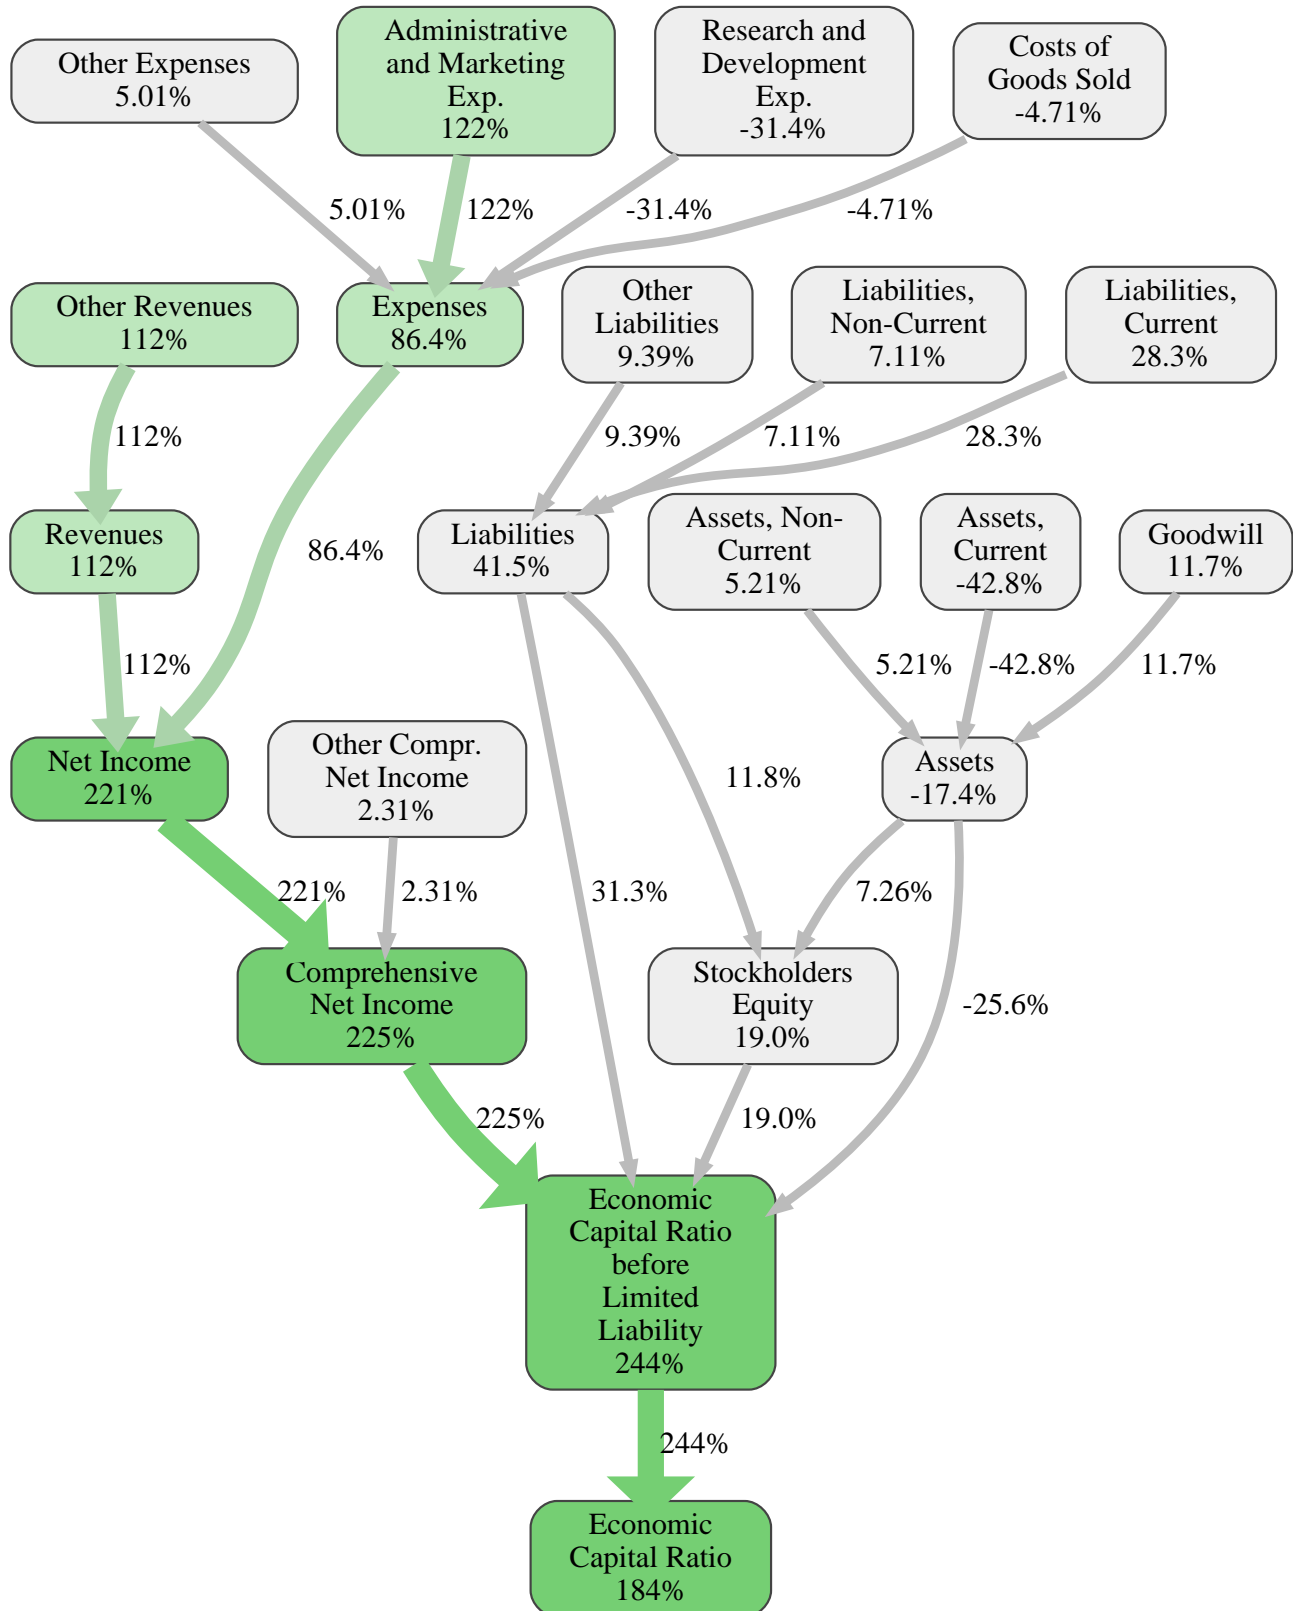 Other Expenses
5.01%
Administrative
and Marketing
Exp.
122%
Research and
Development
Exp.
-31.4%
Costs of
Goods Sold
-4.71%
5.01%
122%
-31.4%
-4.71%
Other Revenues
112%
Expenses
86.4%
Other
Liabilities
9.39%
Liabilities,
Non-Current
7.11%
Liabilities,
Current
28.3%
112%
9.39%
7.11%
28.3%
Revenues
112%
86.4%
Liabilities
41.5%
Assets, Non-
Current
5.21%
Assets,
Current
-42.8%
Goodwill
11.7%
112%
5.21%
-42.8%
11.7%
Net Income
221%
Other Compr.
Net Income
2.31%
11.8%
Assets
-17.4%
221%
2.31%
31.3%
7.26%
Comprehensive
Net Income
225%
Stockholders
Equity
19.0%
-25.6%
225%
19.0%
Economic
Capital Ratio
before
Limited
Liability
244%
244%
Economic
Capital Ratio
184%